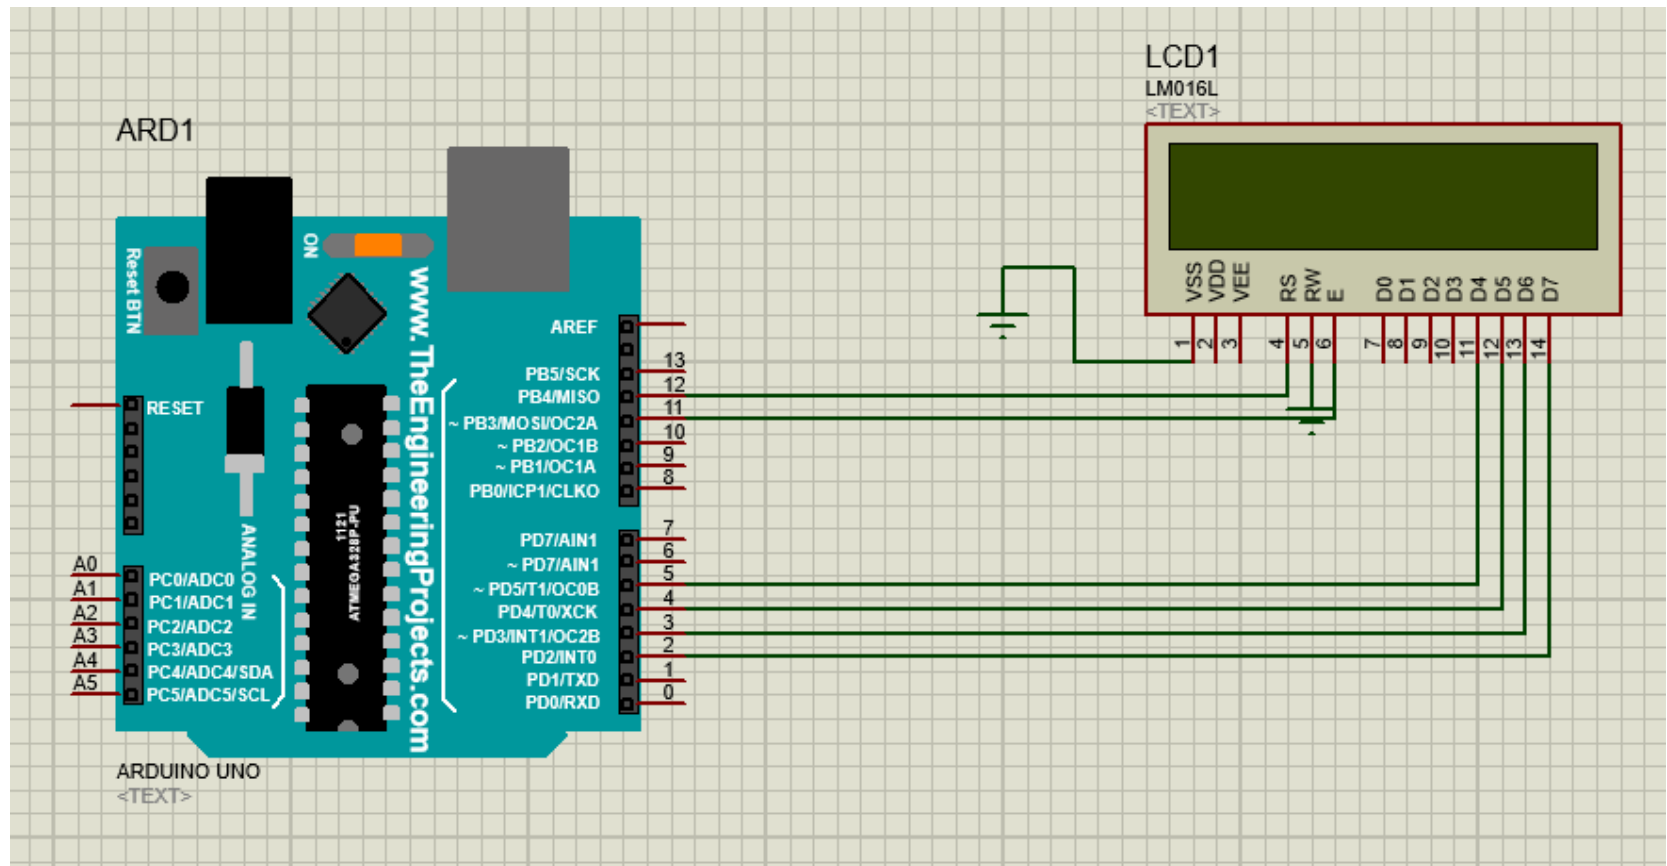 LCD1
LM016L
<TEXT>
VSS
VDD
VEE
RS
RW
E
D0
D1
D2
D3
D4
D5
D6
D7
1
2
3
4
5
6
7
8
9
10
11
12
13
14
ARD1
Reset BTN
ON
www.TheEngineeringProjects.com
RESET
ANALOG IN
1121
ATMEGA328P-PU
A0 PC0/ADC0
A1 PC1/ADC1
A2 PC2/ADC2
A3 PC3/ADC3
A4 PC4/ADC4/SDA
A5 PC5/ADC5/SCL
AREF
PB5/SCK 13
PB4/MISO 12
~ PB3/MOSI/OC2A 11
~ PB2/OC1B 10
~ PB1/OC1A 9
PB0/ICP1/CLKO 8
PD7/AIN1 7
~ PD7/AIN1 6
~ PD5/T1/OC0B 5
PD4/T0/XCK 4
~ PD3/INT1/OC2B 3
PD2/INT0 2
PD1/TXD 1
PD0/RXD 0
ARDUINO UNO
<TEXT>